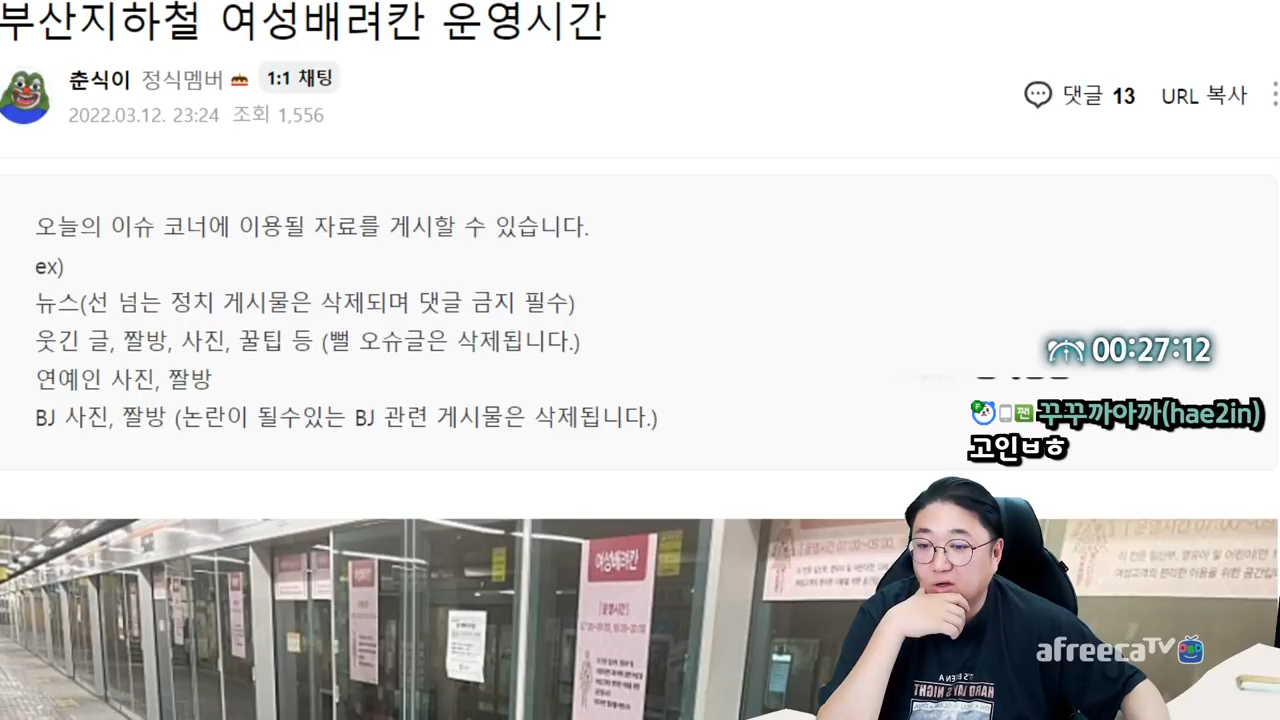 부산지하철 여성배려칸 운영시간
춘식이 정식멤버 1:1 채팅
2022.03.12. 23:24 조회 1,556
댓글 13 URL 복사
오늘의 이슈 코너에 이용될 자료를 게시할 수 있습니다.
ex)
뉴스(선 넘는 정치 게시물은 삭제되며 댓글 금지 필수)
웃긴 글, 짤방, 사진, 꿀팁 등 (뻘 오슈글은 삭제됩니다.)
연예인 사진, 짤방
BJ 사진, 짤방 (논란이 될수있는 BJ 관련 게시물은 삭제됩니다.)
00:27:12
팬 꾸꾸까아까(hae2in)
고인ㅂㅎ
여성배려칸
[운영시간]
afreecaTV
HARD DAY'S NIGHT